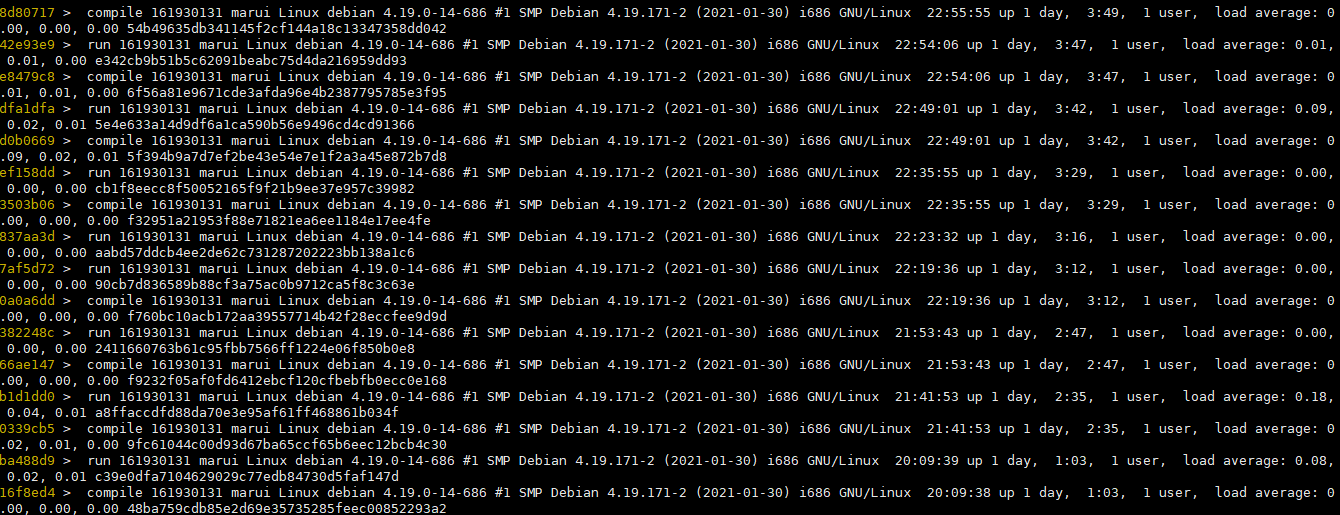 8d80717 >  compile 161930131 marui Linux debian 4.19.0-14-686 #1 SMP Debian 4.19.171-2 (2021-01-30) i686 GNU/Linux  22:55:55 up 1 day,  3:49,  1 user,  load average: 0
.00, 0.00, 0.00 54b49635db341145f2cf144a18c13347358dd042
42e93e9 >  run 161930131 marui Linux debian 4.19.0-14-686 #1 SMP Debian 4.19.171-2 (2021-01-30) i686 GNU/Linux  22:54:06 up 1 day,  3:47,  1 user,  load average: 0.01,
 0.01, 0.00 e342cb9b51b5c62091beabc75d4da216959dd93
e8479c8 >  compile 161930131 marui Linux debian 4.19.0-14-686 #1 SMP Debian 4.19.171-2 (2021-01-30) i686 GNU/Linux  22:54:06 up 1 day,  3:47,  1 user,  load average: 0
.01, 0.01, 0.00 6f56a81e9671cde3afda96e4b2387795785e3f95
dfa1dfa >  run 161930131 marui Linux debian 4.19.0-14-686 #1 SMP Debian 4.19.171-2 (2021-01-30) i686 GNU/Linux  22:49:01 up 1 day,  3:42,  1 user,  load average: 0.09,
 0.02, 0.01 5e4e633a14d9df6a1ca590b56e9496cd4cd91366
d0b0669 >  compile 161930131 marui Linux debian 4.19.0-14-686 #1 SMP Debian 4.19.171-2 (2021-01-30) i686 GNU/Linux  22:49:01 up 1 day,  3:42,  1 user,  load average: 0
.09, 0.02, 0.01 5f394b9a7d7ef2be43e54e7e1f2a3a45e872b7d8
ef158dd >  run 161930131 marui Linux debian 4.19.0-14-686 #1 SMP Debian 4.19.171-2 (2021-01-30) i686 GNU/Linux  22:35:55 up 1 day,  3:29,  1 user,  load average: 0.00,
 0.00, 0.00 cb1f8eecc8f50052165f9f21b9ee37e957c39982
3503b06 >  compile 161930131 marui Linux debian 4.19.0-14-686 #1 SMP Debian 4.19.171-2 (2021-01-30) i686 GNU/Linux  22:35:55 up 1 day,  3:29,  1 user,  load average: 0
.00, 0.00, 0.00 f32951a21953f88e71821ea6ee1184e17ee4fe
837aa3d >  run 161930131 marui Linux debian 4.19.0-14-686 #1 SMP Debian 4.19.171-2 (2021-01-30) i686 GNU/Linux  22:23:32 up 1 day,  3:16,  1 user,  load average: 0.00,
 0.00, 0.00 aabd57ddcb4ee2de62c731287202223bb138a1c6
7af5d72 >  run 161930131 marui Linux debian 4.19.0-14-686 #1 SMP Debian 4.19.171-2 (2021-01-30) i686 GNU/Linux  22:19:36 up 1 day,  3:12,  1 user,  load average: 0.00,
 0.00, 0.00 90cb7d836589b88cf3a75ac0b9712ca5f8c3c63e
0a0a6dd >  compile 161930131 marui Linux debian 4.19.0-14-686 #1 SMP Debian 4.19.171-2 (2021-01-30) i686 GNU/Linux  22:19:36 up 1 day,  3:12,  1 user,  load average: 0
.00, 0.00, 0.00 f760bc10acb172aa39557714b42f28eccfee9d9d
382248c >  run 161930131 marui Linux debian 4.19.0-14-686 #1 SMP Debian 4.19.171-2 (2021-01-30) i686 GNU/Linux  21:53:43 up 1 day,  2:47,  1 user,  load average: 0.00,
 0.00, 0.00 2411660763b61c95fbb7566ff1224e06f850b0e8
66ae147 >  compile 161930131 marui Linux debian 4.19.0-14-686 #1 SMP Debian 4.19.171-2 (2021-01-30) i686 GNU/Linux  21:53:43 up 1 day,  2:47,  1 user,  load average: 0
.00, 0.00, 0.00 f9232f05af0fd6412ebcf120cfbebfb0ecc0e168
b1d1dd0 >  run 161930131 marui Linux debian 4.19.0-14-686 #1 SMP Debian 4.19.171-2 (2021-01-30) i686 GNU/Linux  21:41:53 up 1 day,  2:35,  1 user,  load average: 0.18,
 0.04, 0.01 a8ffaccdfd88da70e3e95af61ff468861b034f
0339cb5 >  compile 161930131 marui Linux debian 4.19.0-14-686 #1 SMP Debian 4.19.171-2 (2021-01-30) i686 GNU/Linux  21:41:53 up 1 day,  2:35,  1 user,  load average: 0
.02, 0.01, 0.00 9fc61044c00d93d67ba65ccf65b6eec12bcb4c30
ba488d9 >  run 161930131 marui Linux debian 4.19.0-14-686 #1 SMP Debian 4.19.171-2 (2021-01-30) i686 GNU/Linux  20:09:39 up 1 day,  1:03,  1 user,  load average: 0.08,
 0.02, 0.01 c39e0dfa7104629029c77edb84730d5faf147d
16f8ed4 >  compile 161930131 marui Linux debian 4.19.0-14-686 #1 SMP Debian 4.19.171-2 (2021-01-30) i686 GNU/Linux  20:09:38 up 1 day,  1:03,  1 user,  load average: 0
.00, 0.00, 0.00 48ba759cdb85e2d69e35735285feec00852293a2